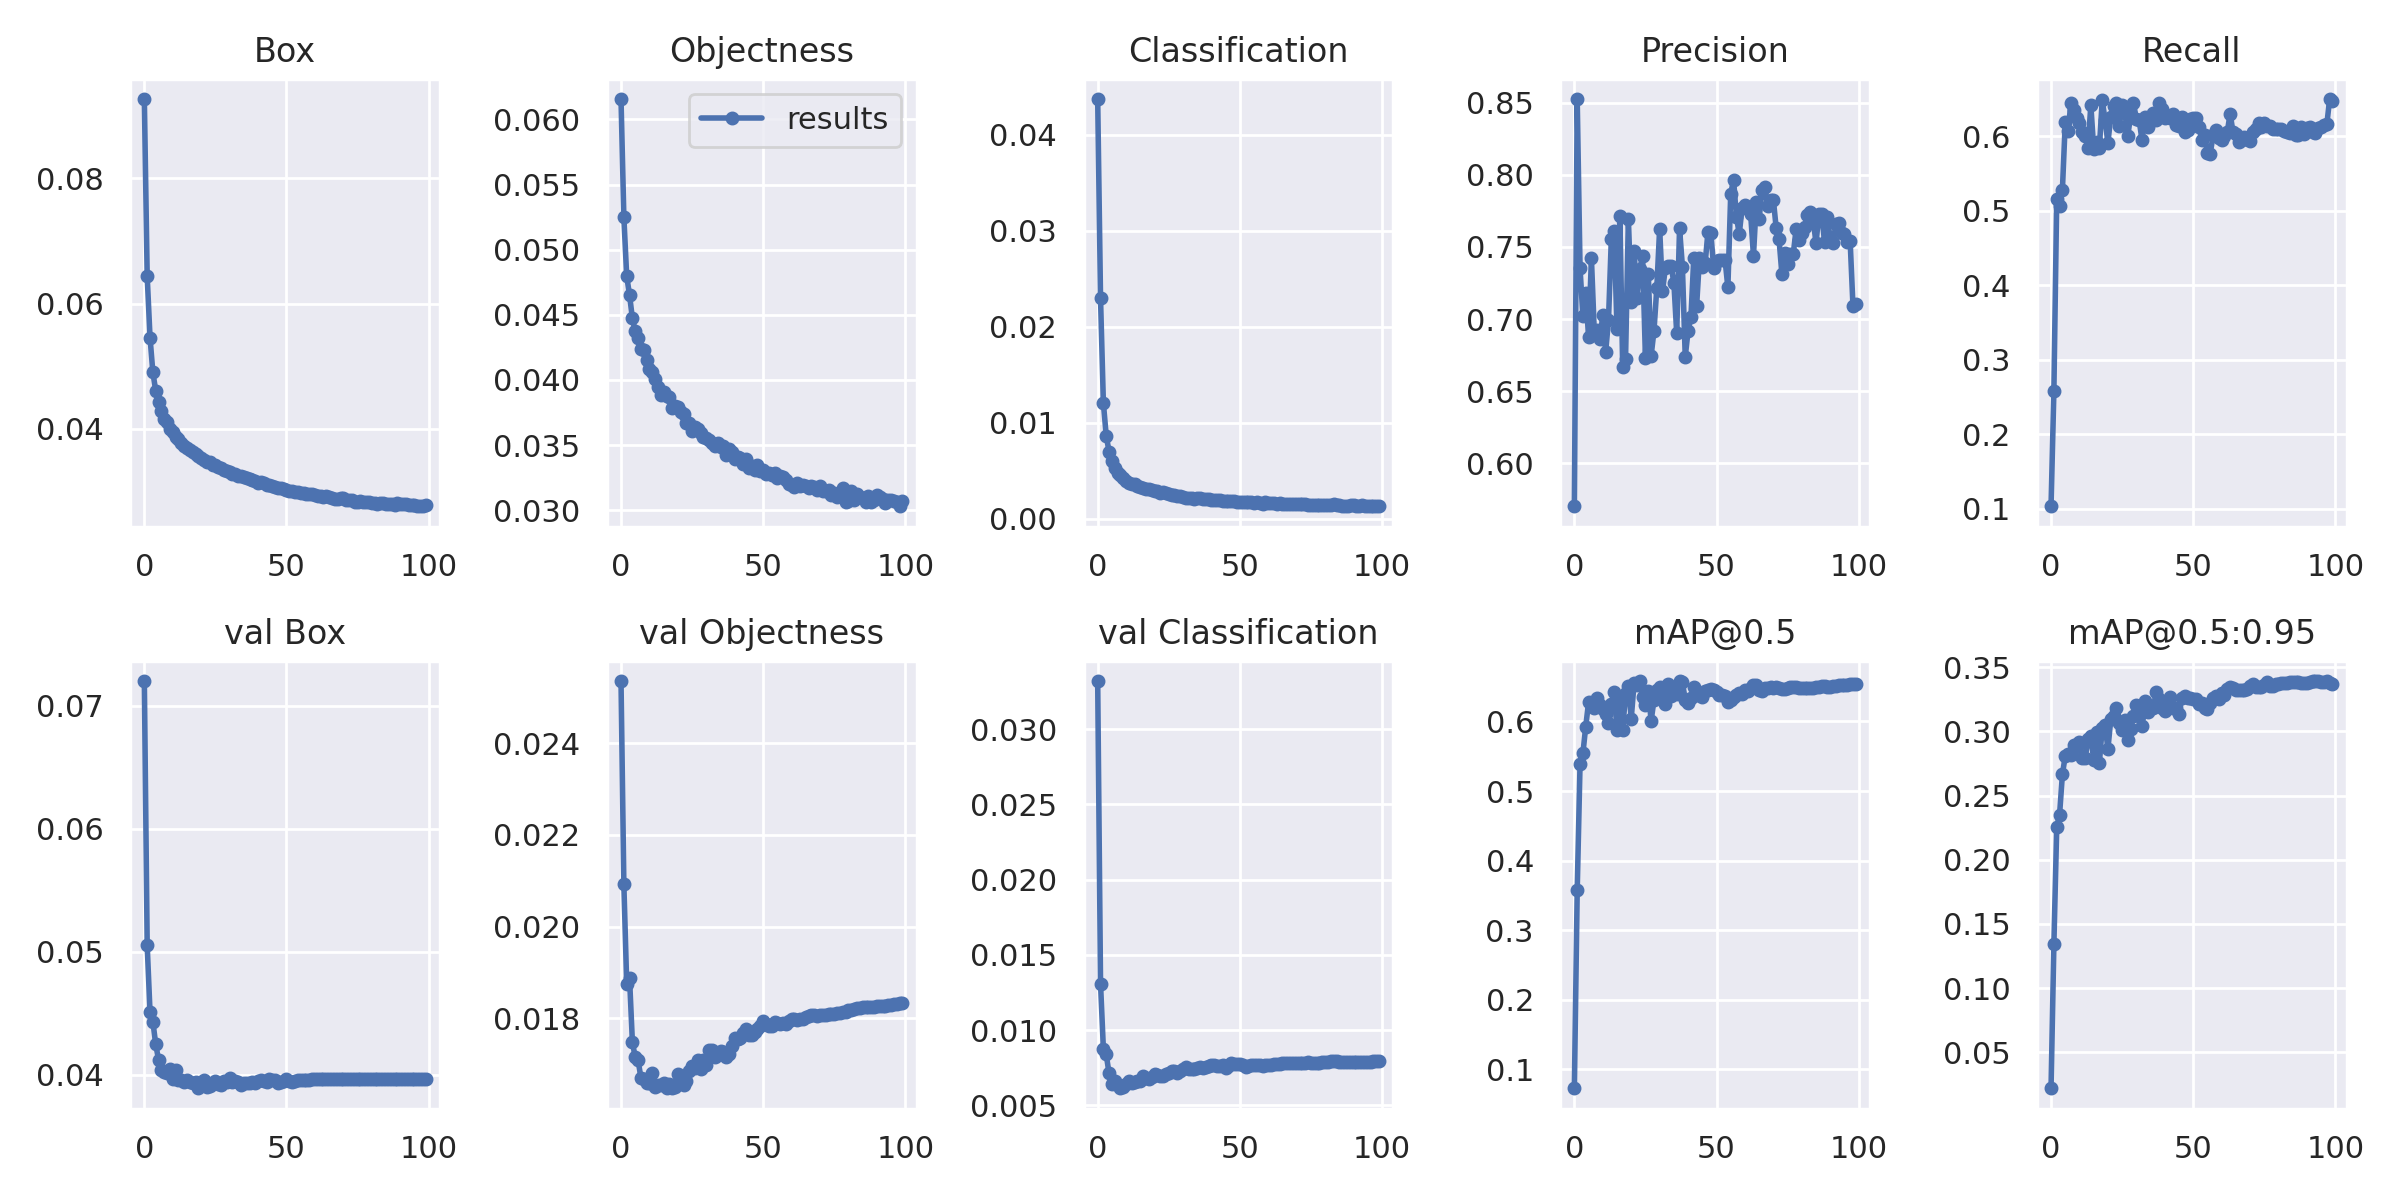 Box
0.08
0.06
0.04
0 50 100
Objectness
results
0.060
0.055
0.050
0.045
0.040
0.035
0.030
0 50 100
Classification
0.04
0.03
0.02
0.01
0.00
0 50 100
Precision
0.85
0.80
0.75
0.70
0.65
0.60
0 50 100
Recall
0.6
0.5
0.4
0.3
0.2
0.1
0 50 100
val Box
0.07
0.06
0.05
0.04
0 50 100
val Objectness
0.024
0.022
0.020
0.018
0 50 100
val Classification
0.030
0.025
0.020
0.015
0.010
0.005
0 50 100
mAP@0.5
0.6
0.5
0.4
0.3
0.2
0.1
0 50 100
mAP@0.5:0.95
0.35
0.30
0.25
0.20
0.15
0.10
0.05
0 50 100